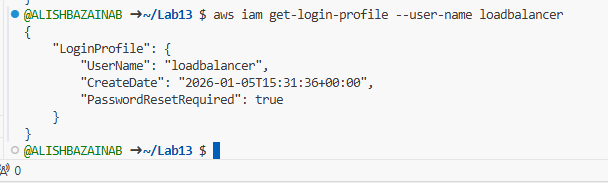 }
@ALISHBAZAINAB ➜~/Lab13 $ aws iam get-login-profile --user-name loadbalancer
{
    "LoginProfile": {
        "UserName": "loadbalancer",
        "CreateDate": "2026-01-05T15:31:36+00:00",
        "PasswordResetRequired": true
    }
}
@ALISHBAZAINAB ➜~/Lab13 $
0